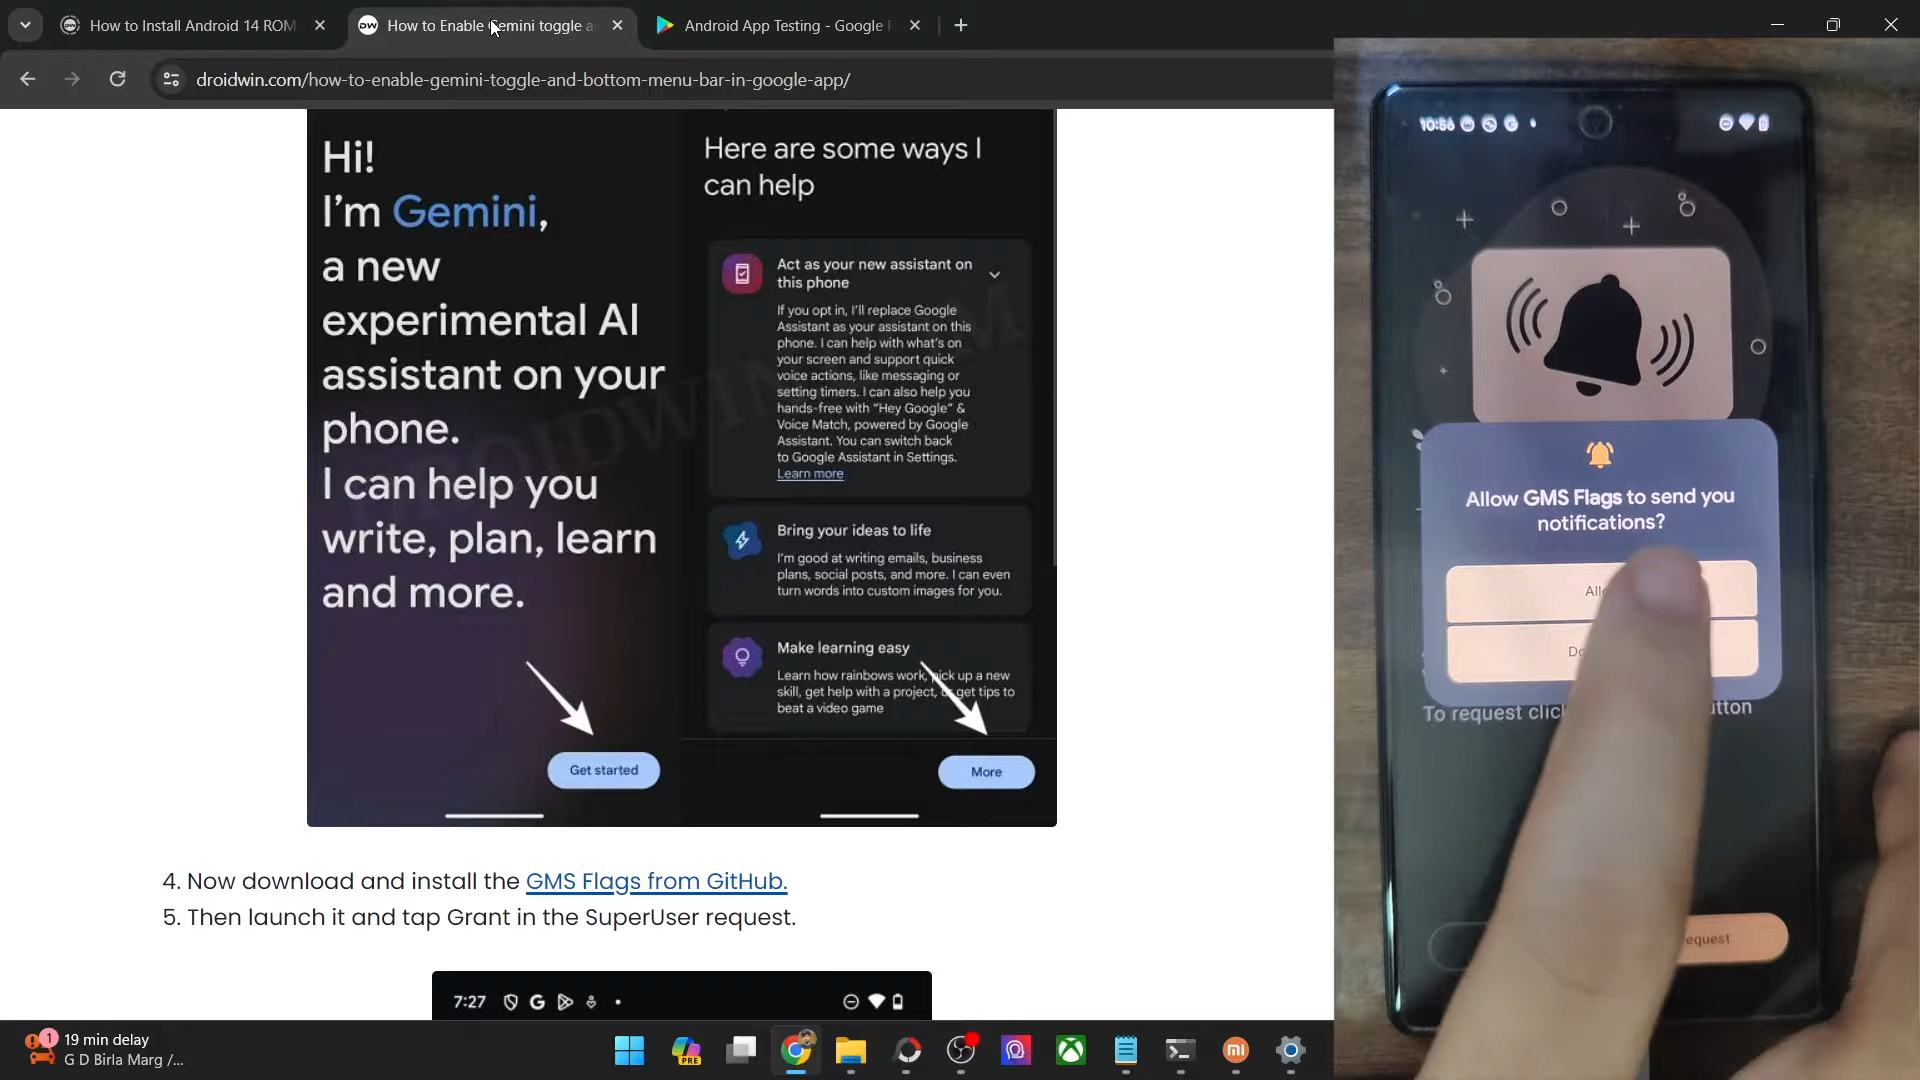 How to Install Android 14 ROM
How to Enable Gemini toggle a
Android App Testing - Google
droidwin.com/how-to-enable-gemini-toggle-and-bottom-menu-bar-in-google-app/
Hi!
I'm Gemini,
a new
experimental AI
assistant on your
phone.
I can help you
write, plan, learn
and more.
Get started
Here are some ways I
can help
Act as your new assistant on
this phone
If you opt in, I'll replace Google
Assistant as your assistant on this
phone. I can help with what's on
your screen and support quick
voice actions, like messaging or
setting timers. I can also help you
hands-free with "Hey Google" &
Voice Match, powered by Google
Assistant. You can switch back
to Google Assistant in Settings.
Learn more
Bring your ideas to life
I'm good at writing emails, business
plans, social posts, and more. I can even
turn words into custom images for you.
Make learning easy
Learn how rainbows work, pick up a new
skill, get help with a project, or get tips to
beat a video game
More
DROIDWIN
4. Now download and install the GMS Flags from GitHub.
5. Then launch it and tap Grant in the SuperUser request.
7:27
10:56
Allow GMS Flags to send you
notifications?
To request
1
19 min delay
G D Birla Marg /...
PRE